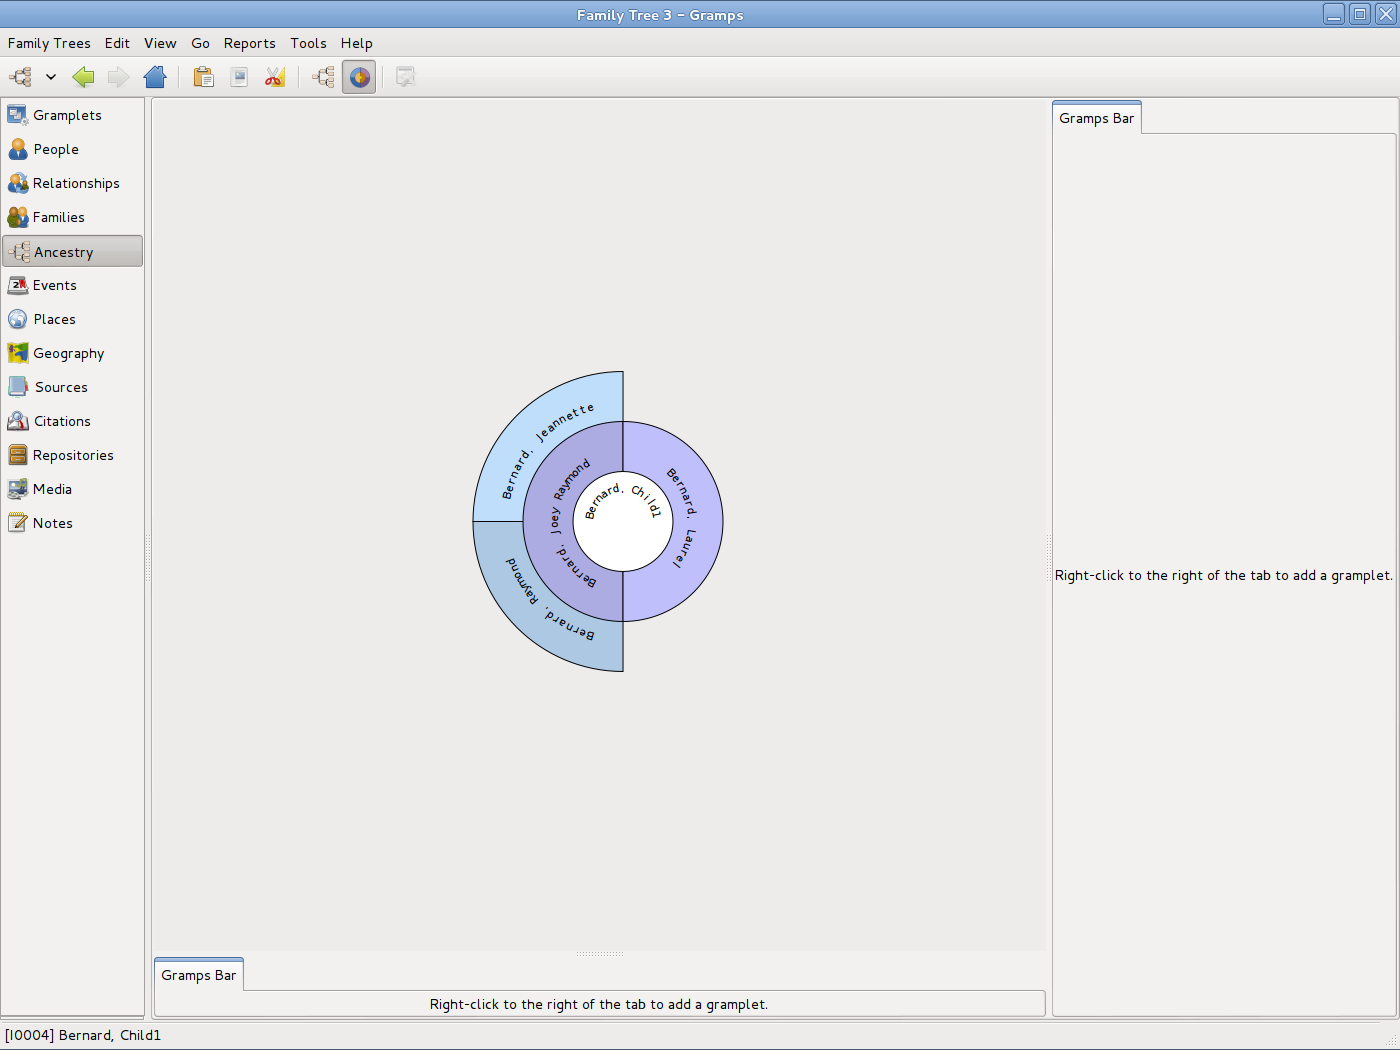 Family Tree 3 - Gramps
Family Trees Edit View Go Reports Tools Help
Gramplets
People
Relationships
Families
Ancestry
Events
Places
Geography
Sources
Citations
Repositories
Media
Notes
Bernard, Jeannette
Bernard, Raymond
Bernard, Joey Raymond
Bernard, Child1
Bernard, Laurel
Gramps Bar
Right-click to the right of the tab to add a gramplet.
Gramps Bar
Right-click to the right of the tab to add a gramplet.
[I0004] Bernard, Child1